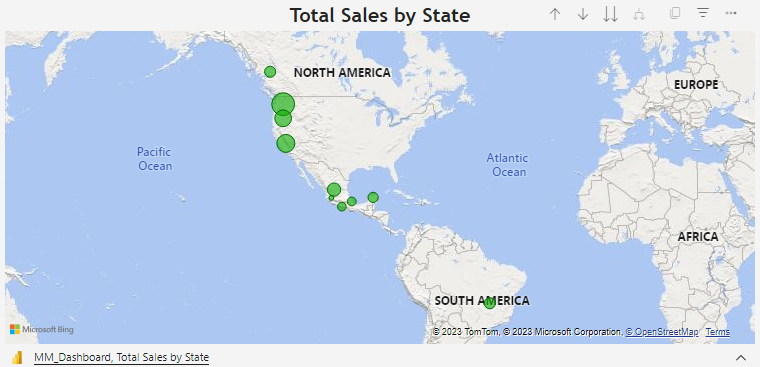 Total Sales by State
NORTH AMERICA
EUROPE
Pacific
Ocean
Atlantic
Ocean
AFRICA
SOUTH AMERICA
Microsoft Bing
© 2023 TomTom, © 2023 Microsoft Corporation, © OpenStreetMap Terms
MM_Dashboard, Total Sales by State